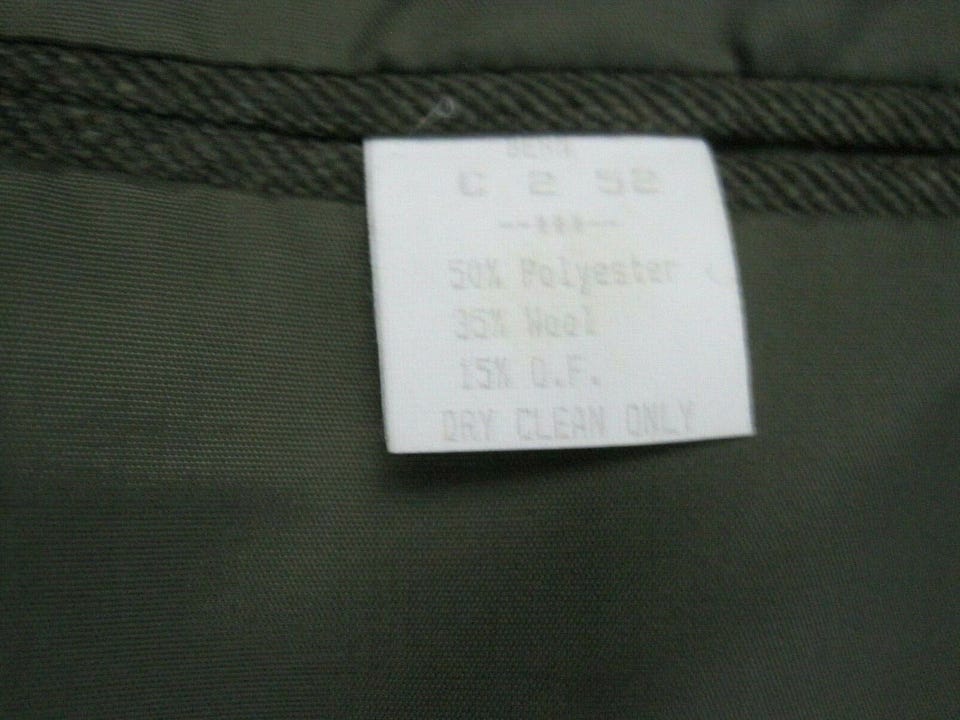 C 2 52
--***--
50% Polyester
35% Wool
15% O.F.
DRY CLEAN ONLY